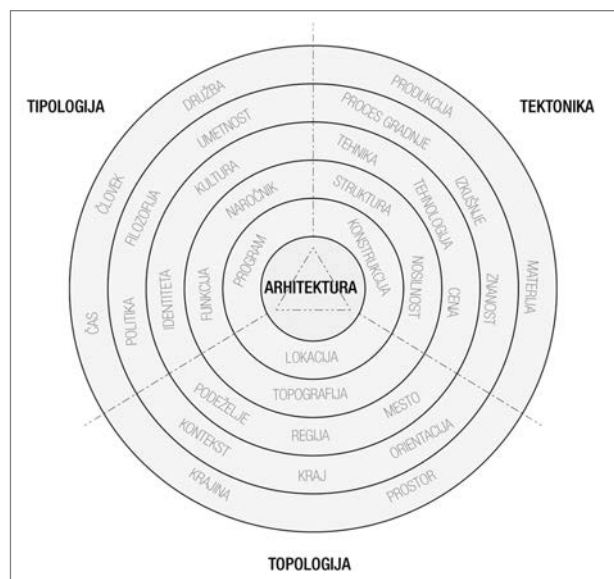 TIPOLOGIJA
TEKTONIKA
TOPOLOGIJA
ARHITEKTURA
DRUŽBA
ČLOVEK
ČAS
UMETNOST
FILOZOFIJA
POLITIKA
KULTURA
IDENTITETA
NAROČNIK
FUNKCIJA
PROGRAM
PRODUKCIJA
MATERIJA
PROCES GRADNJE
IZKUŠNJE
ZNANOST
TEHNIKA
TEHNOLOGIJA
CENA
STRUKTURA
NOSILNOST
KONSTRUKCIJA
LOKACIJA
TOPOGRAFIJA
PODEŽELJE
REGIJA
MESTO
KONTEKST
KRAJ
ORIENTACIJA
KRAJINA
PROSTOR